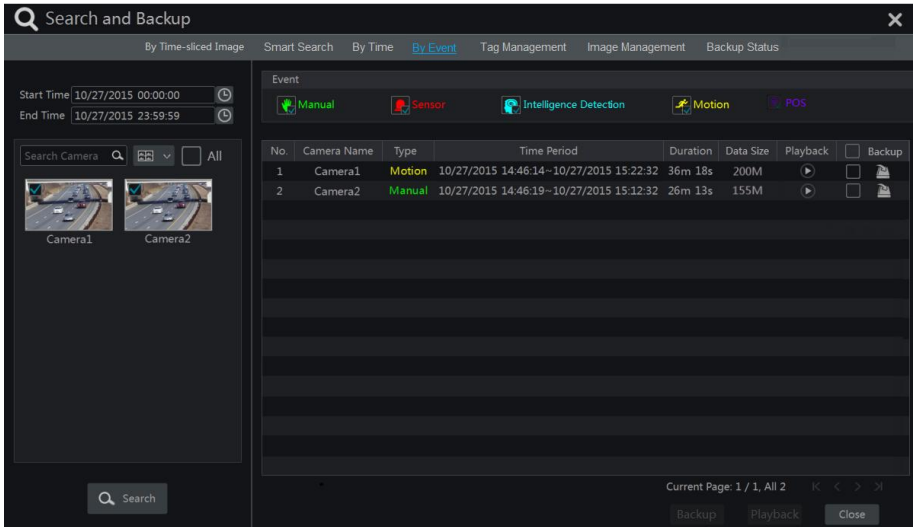 Search and Backup
By Time-sliced Image Smart Search By Time By Event Tag Management Image Management Backup Status
Start Time 10/27/2015 00:00:00
End Time 10/27/2015 23:59:59
Search Camera All
Camera1 Camera2
Search
Event
Manual Sensor Intelligence Detection Motion POS
No. Camera Name Type Time Period Duration Data Size Playback Backup
1 Camera1 Motion 10/27/2015 14:46:14~10/27/2015 15:22:32 36m 18s 200M
2 Camera2 Manual 10/27/2015 14:46:19~10/27/2015 15:12:32 26m 13s 155M
Current Page: 1 / 1, All 2
Backup Playback Close